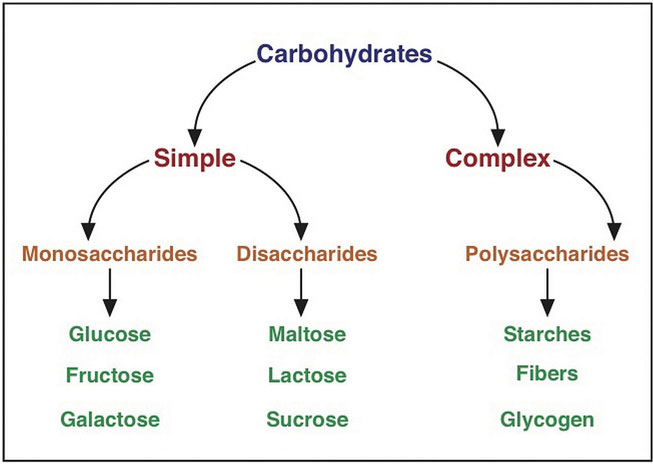 Carbohydrates
Simple
Complex
Monosaccharides
Disaccharides
Polysaccharides
Glucose
Maltose
Starches
Fructose
Lactose
Fibers
Galactose
Sucrose
Glycogen